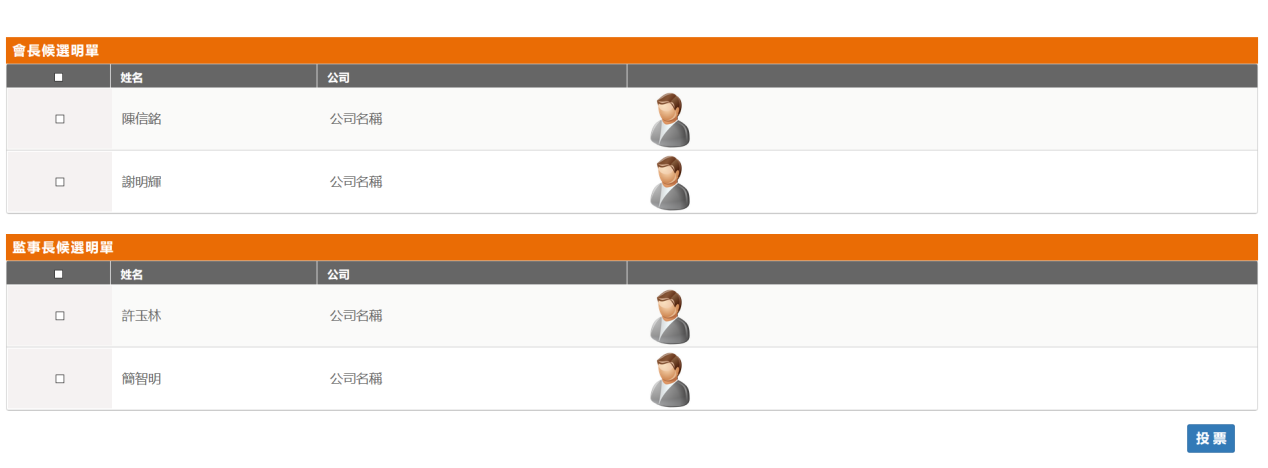 會長候選明單
姓名 公司
陳信銘 公司名稱
謝明輝 公司名稱
監事長候選明單
姓名 公司
許玉林 公司名稱
簡智明 公司名稱
投票